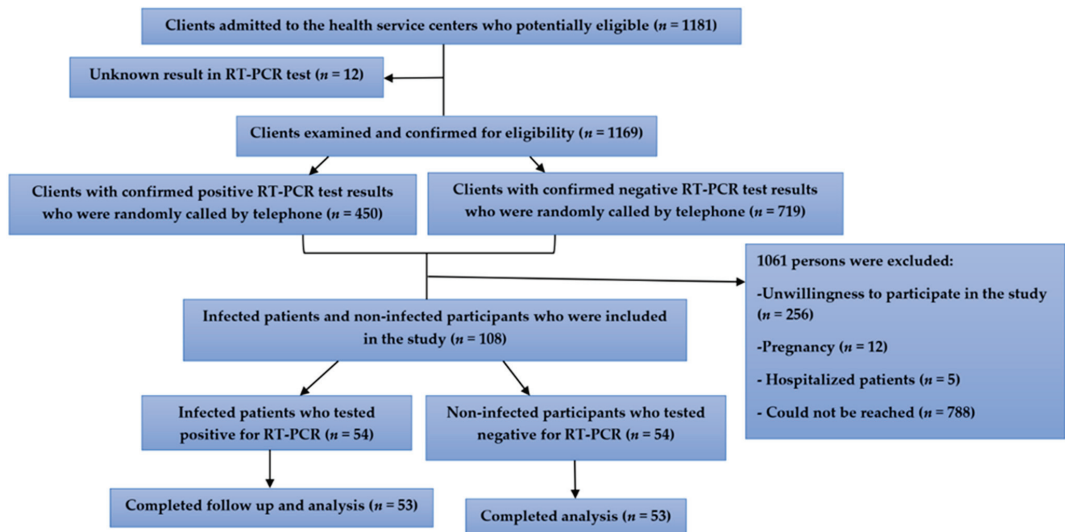 Clients admitted to the health service centers who potentially eligible (n = 1181)
Unknown result in RT-PCR test (n = 12)
Clients examined and confirmed for eligibility (n = 1169)
Clients with confirmed positive RT-PCR test results
who were randomly called by telephone (n = 450)
Clients with confirmed negative RT-PCR test results
who were randomly called by telephone (n = 719)
1061 persons were excluded:
-Unwillingness to participate in the study
(n = 256)
-Pregnancy (n = 12)
- Hospitalized patients (n = 5)
- Could not be reached (n = 788)
Infected patients and non-infected participants who were included
in the study (n = 108)
Infected patients who tested
positive for RT-PCR (n = 54)
Non-infected participants who tested
negative for RT-PCR (n = 54)
Completed follow up and analysis (n = 53)
Completed analysis (n = 53)